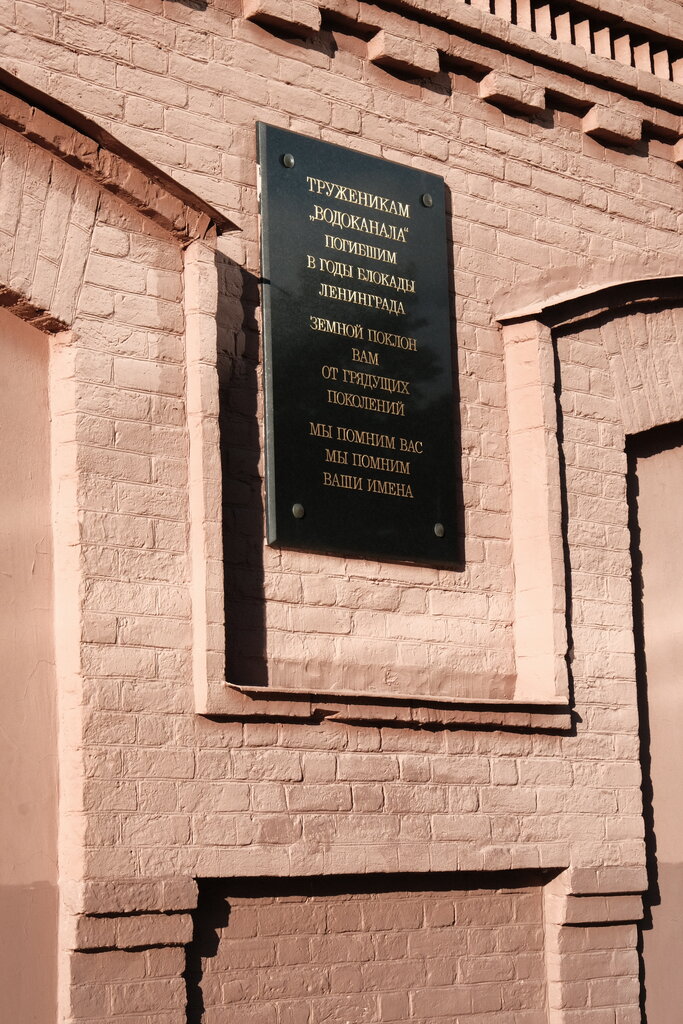 ТРУЖЕНИКАМ
„ВОДОКАНАЛА“
ПОГИБШИМ
В ГОДЫ БЛОКАДЫ
ЛЕНИНГРАДА
ЗЕМНОЙ ПОКЛОН
ВАМ
ОТ ГРЯДУЩИХ
ПОКОЛЕНИЙ
МЫ ПОМНИМ ВАС
МЫ ПОМНИМ
ВАШИ ИМЕНА